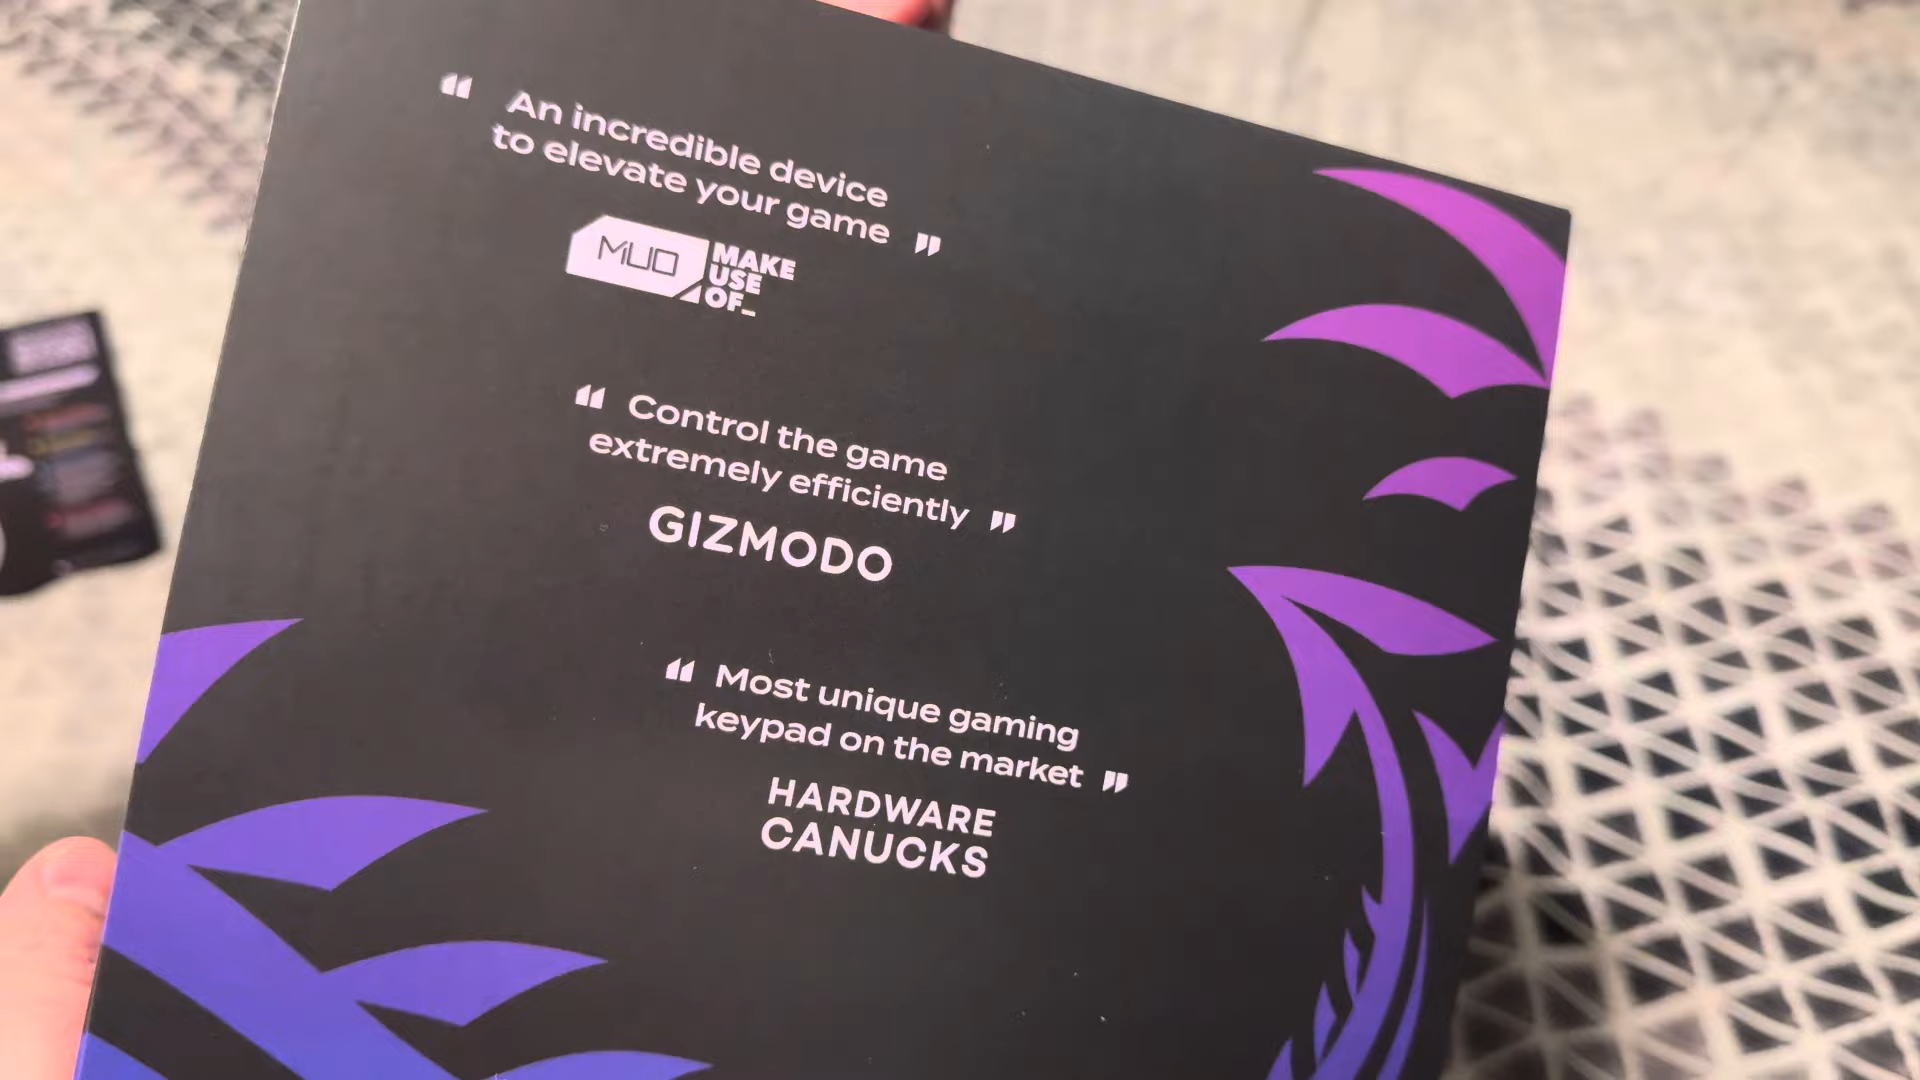 “ An incredible device
to elevate your game ”
MUO MAKE
USE
OF_
“ Control the game
extremely efficiently ”
GIZMODO
“ Most unique gaming
keypad on the market ”
HARDWARE
CANUCKS